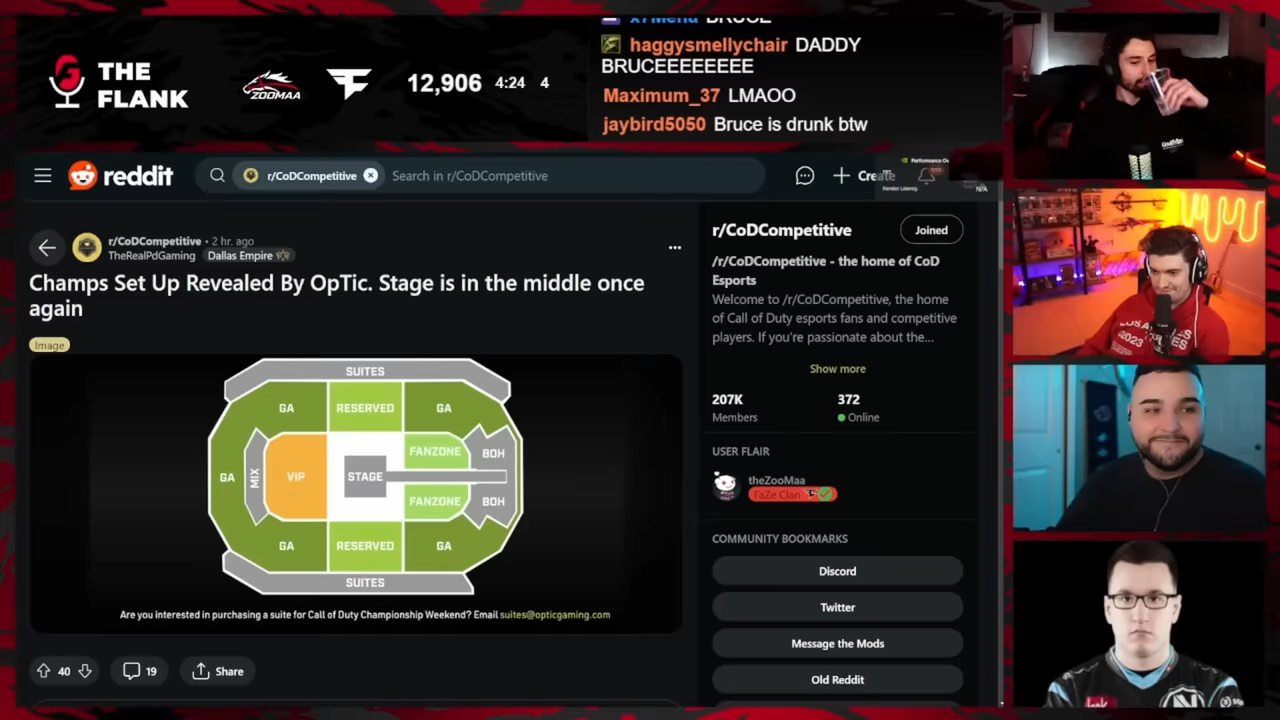 THE
FLANK
ZOOMAA
12,906 4:24 4
BRUCE
haggysmellychair DADDY
BRUCEEEEEEEE
Maximum_37 LMAOO
jaybird5050 Bruce is drunk btw
reddit
r/CoDCompetitive
Search in r/CoDCompetitive
Create
Render Latency
N/A
r/CoDCompetitive • 2 hr. ago
TheRealPdGaming Dallas Empire
Champs Set Up Revealed By OpTic. Stage is in the middle once
again
Image
SUITES
GA RESERVED GA
FANZONE BOH
GA MIX VIP STAGE
FANZONE BOH
GA RESERVED GA
SUITES
Are you interested in purchasing a suite for Call of Duty Championship Weekend? Email suites@opticgaming.com
40 19 Share
r/CoDCompetitive Joined
/r/CoDCompetitive - the home of CoD
Esports
Welcome to /r/CoDCompetitive, the home
of Call of Duty esports fans and competitive
players. If you're passionate about the...
Show more
207K 372
Members Online
USER FLAIR
theZooMaa
FaZe Clan
COMMUNITY BOOKMARKS
Discord
Twitter
Message the Mods
Old Reddit
2023